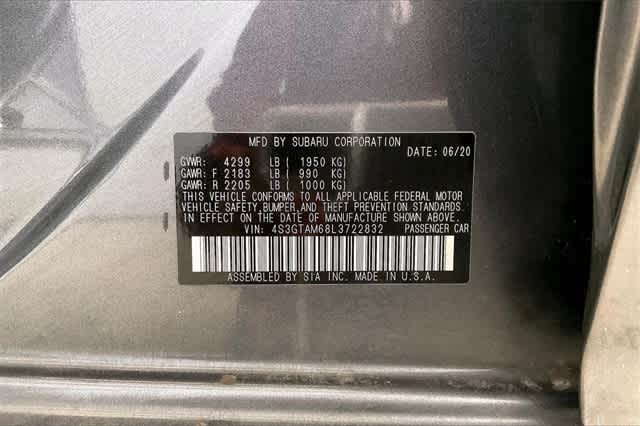 MFD BY SUBARU CORPORATION
DATE: 06/20
GVWR: 4299 LB ( 1950 KG)
GAWR: F 2183 LB ( 990 KG)
GAWR: R 2205 LB ( 1000 KG)
THIS VEHICLE CONFORMS TO ALL APPLICABLE FEDERAL MOTOR
VEHICLE SAFETY, BUMPER, AND THEFT PREVENTION STANDARDS
IN EFFECT ON THE DATE OF MANUFACTURE SHOWN ABOVE.
VIN: 4S3GTAM68L3722832 PASSENGER CAR
ASSEMBLED BY SIA INC. MADE IN U.S.A.